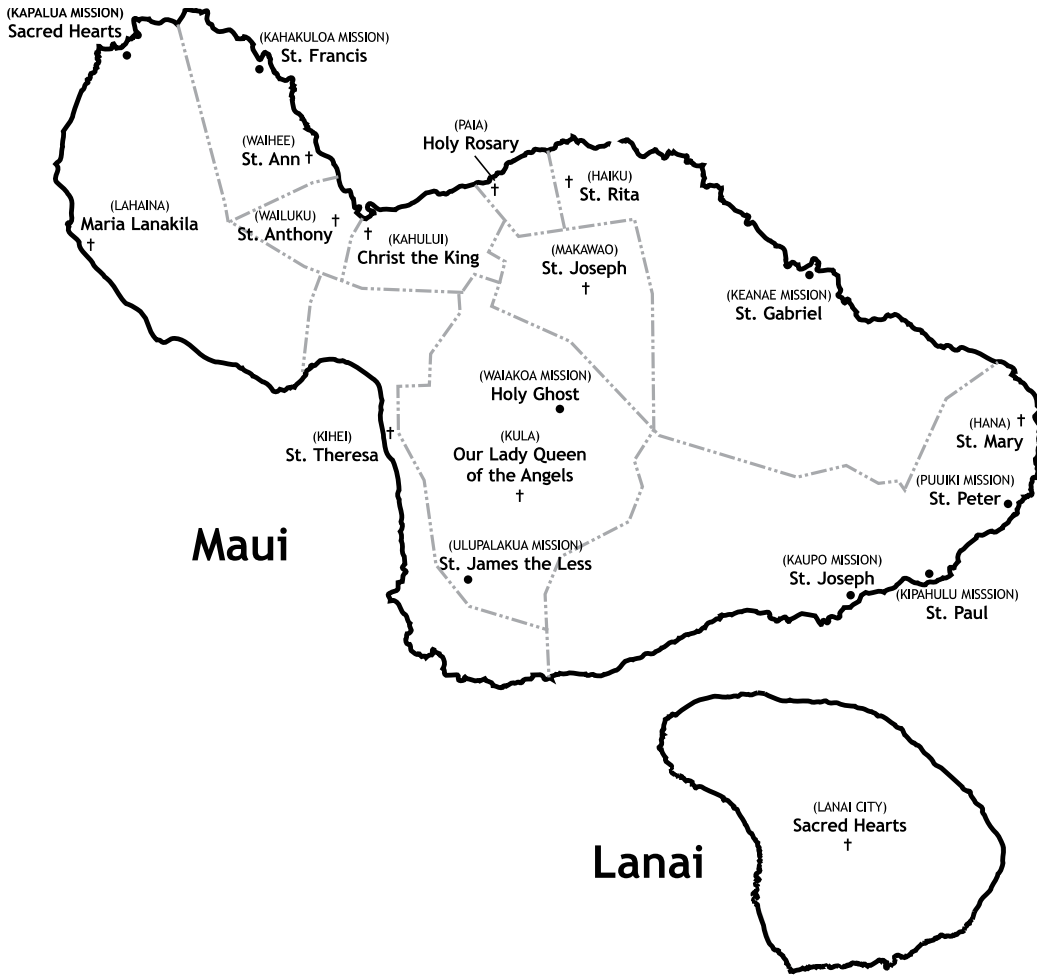 (KAPALUA MISSION)
Sacred Hearts
(KAHAKULOA MISSION)
St. Francis
(WAIHEE)
St. Ann
(PAIA)
Holy Rosary
(HAIKU)
St. Rita
(LAHAINA)
Maria Lanakila
(WAILUKU)
St. Anthony
(KAHULUI)
Christ the King
(MAKAWAO)
St. Joseph
(KEANAE MISSION)
St. Gabriel
(WAIAKOA MISSION)
Holy Ghost
(KIHEI)
St. Theresa
(KULA)
Our Lady Queen
of the Angels
(HANA)
St. Mary
(PUUIKI MISSION)
St. Peter
Maui
(ULUPALAKUA MISSION)
St. James the Less
(KAUPO MISSION)
St. Joseph
(KIPAHULU MISSSION)
St. Paul
(LANAI CITY)
Sacred Hearts
Lanai